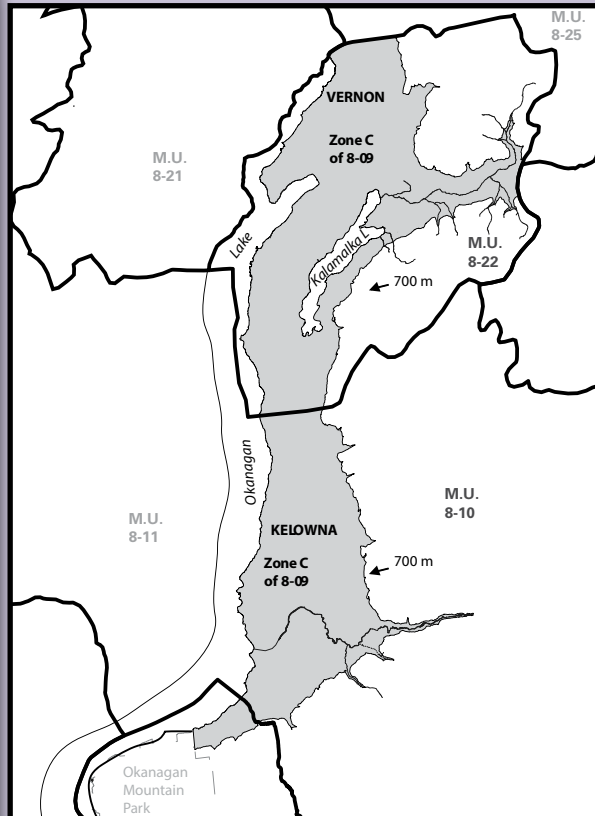 M.U.
8-25
VERNON
Zone C
of 8-09
M.U.
8-21
Lake
Kalamalka L
M.U.
8-22
700 m
Okanagan
M.U.
8-10
M.U.
8-11
KELOWNA
Zone C
of 8-09
700 m
Okanagan
Mountain
Park